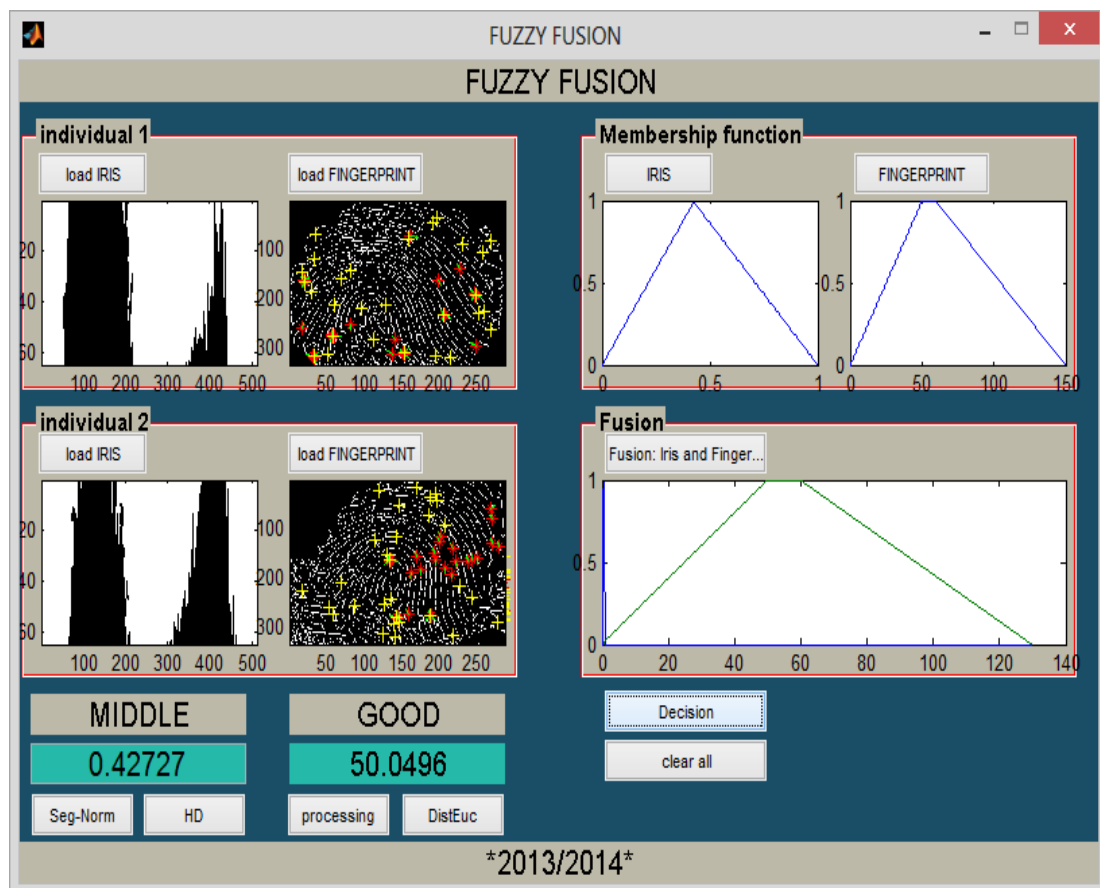 FUZZY FUSION
x
FUZZY FUSION
individual 1
load IRIS load FINGERPRINT
20 100
40 200
60 300
100 200 300 400 500 50 100 150 200 250
Membership function
IRIS FINGERPRINT
1 1
0.5 0.5
0 0
0 0.5 1 0 50 100 150
individual 2
load IRIS load FINGERPRINT
20 100
40 200
60 300
100 200 300 400 500 50 100 150 200 250
Fusion
Fusion: Iris and Finger...
1
0.5
0
0 20 40 60 80 100 120 140
MIDDLE GOOD
0.42727 50.0496
Seg-Norm HD processing DistEuc
Decision
clear all
*2013/2014*